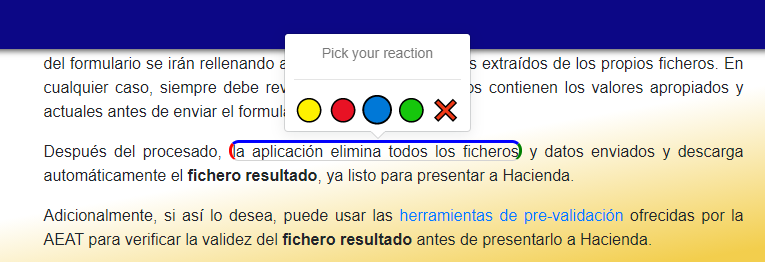 Pick your reaction
del formulario se irán rellenando a s extraídos de los propios ficheros. En
cualquier caso, siempre debe rev os contienen los valores apropiados y
actuales antes de enviar el formul
Después del procesado, la aplicación elimina todos los ficheros y datos enviados y descarga
automáticamente el fichero resultado, ya listo para presentar a Hacienda.
Adicionalmente, si así lo desea, puede usar las herramientas de pre-validación ofrecidas por la
AEAT para verificar la validez del fichero resultado antes de presentarlo a Hacienda.